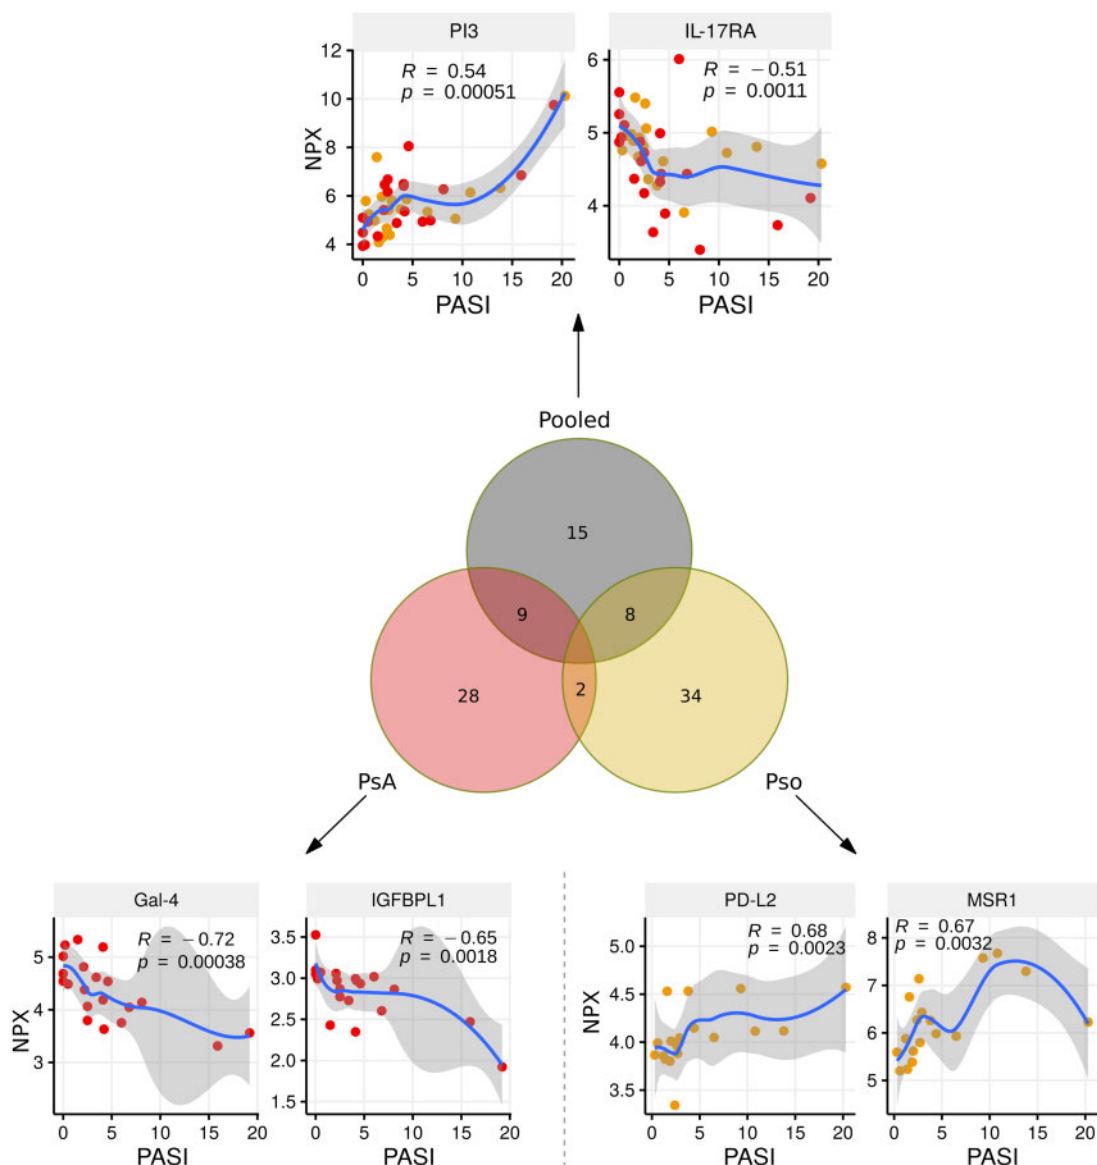 PI3 IL-17RA
R = 0.54
p = 0.00051
R = −0.51
p = 0.0011
NPX
12
10
8
6
4
6
5
4
0 5 10 15 20 0 5 10 15 20
PASI PASI
Pooled
15
9 8
28 2 34
PsA Pso
Gal-4 IGFBPL1 PD-L2 MSR1
R = −0.72
p = 0.00038
R = −0.65
p = 0.0018
R = 0.68
p = 0.0023
R = 0.67
p = 0.0032
NPX
5
4
3
3.5
3.0
2.5
2.0
1.5
NPX
5.0
4.5
4.0
3.5
8
7
6
5
0 5 10 15 20 0 5 10 15 20 0 5 10 15 20 0 5 10 15 20
PASI PASI PASI PASI